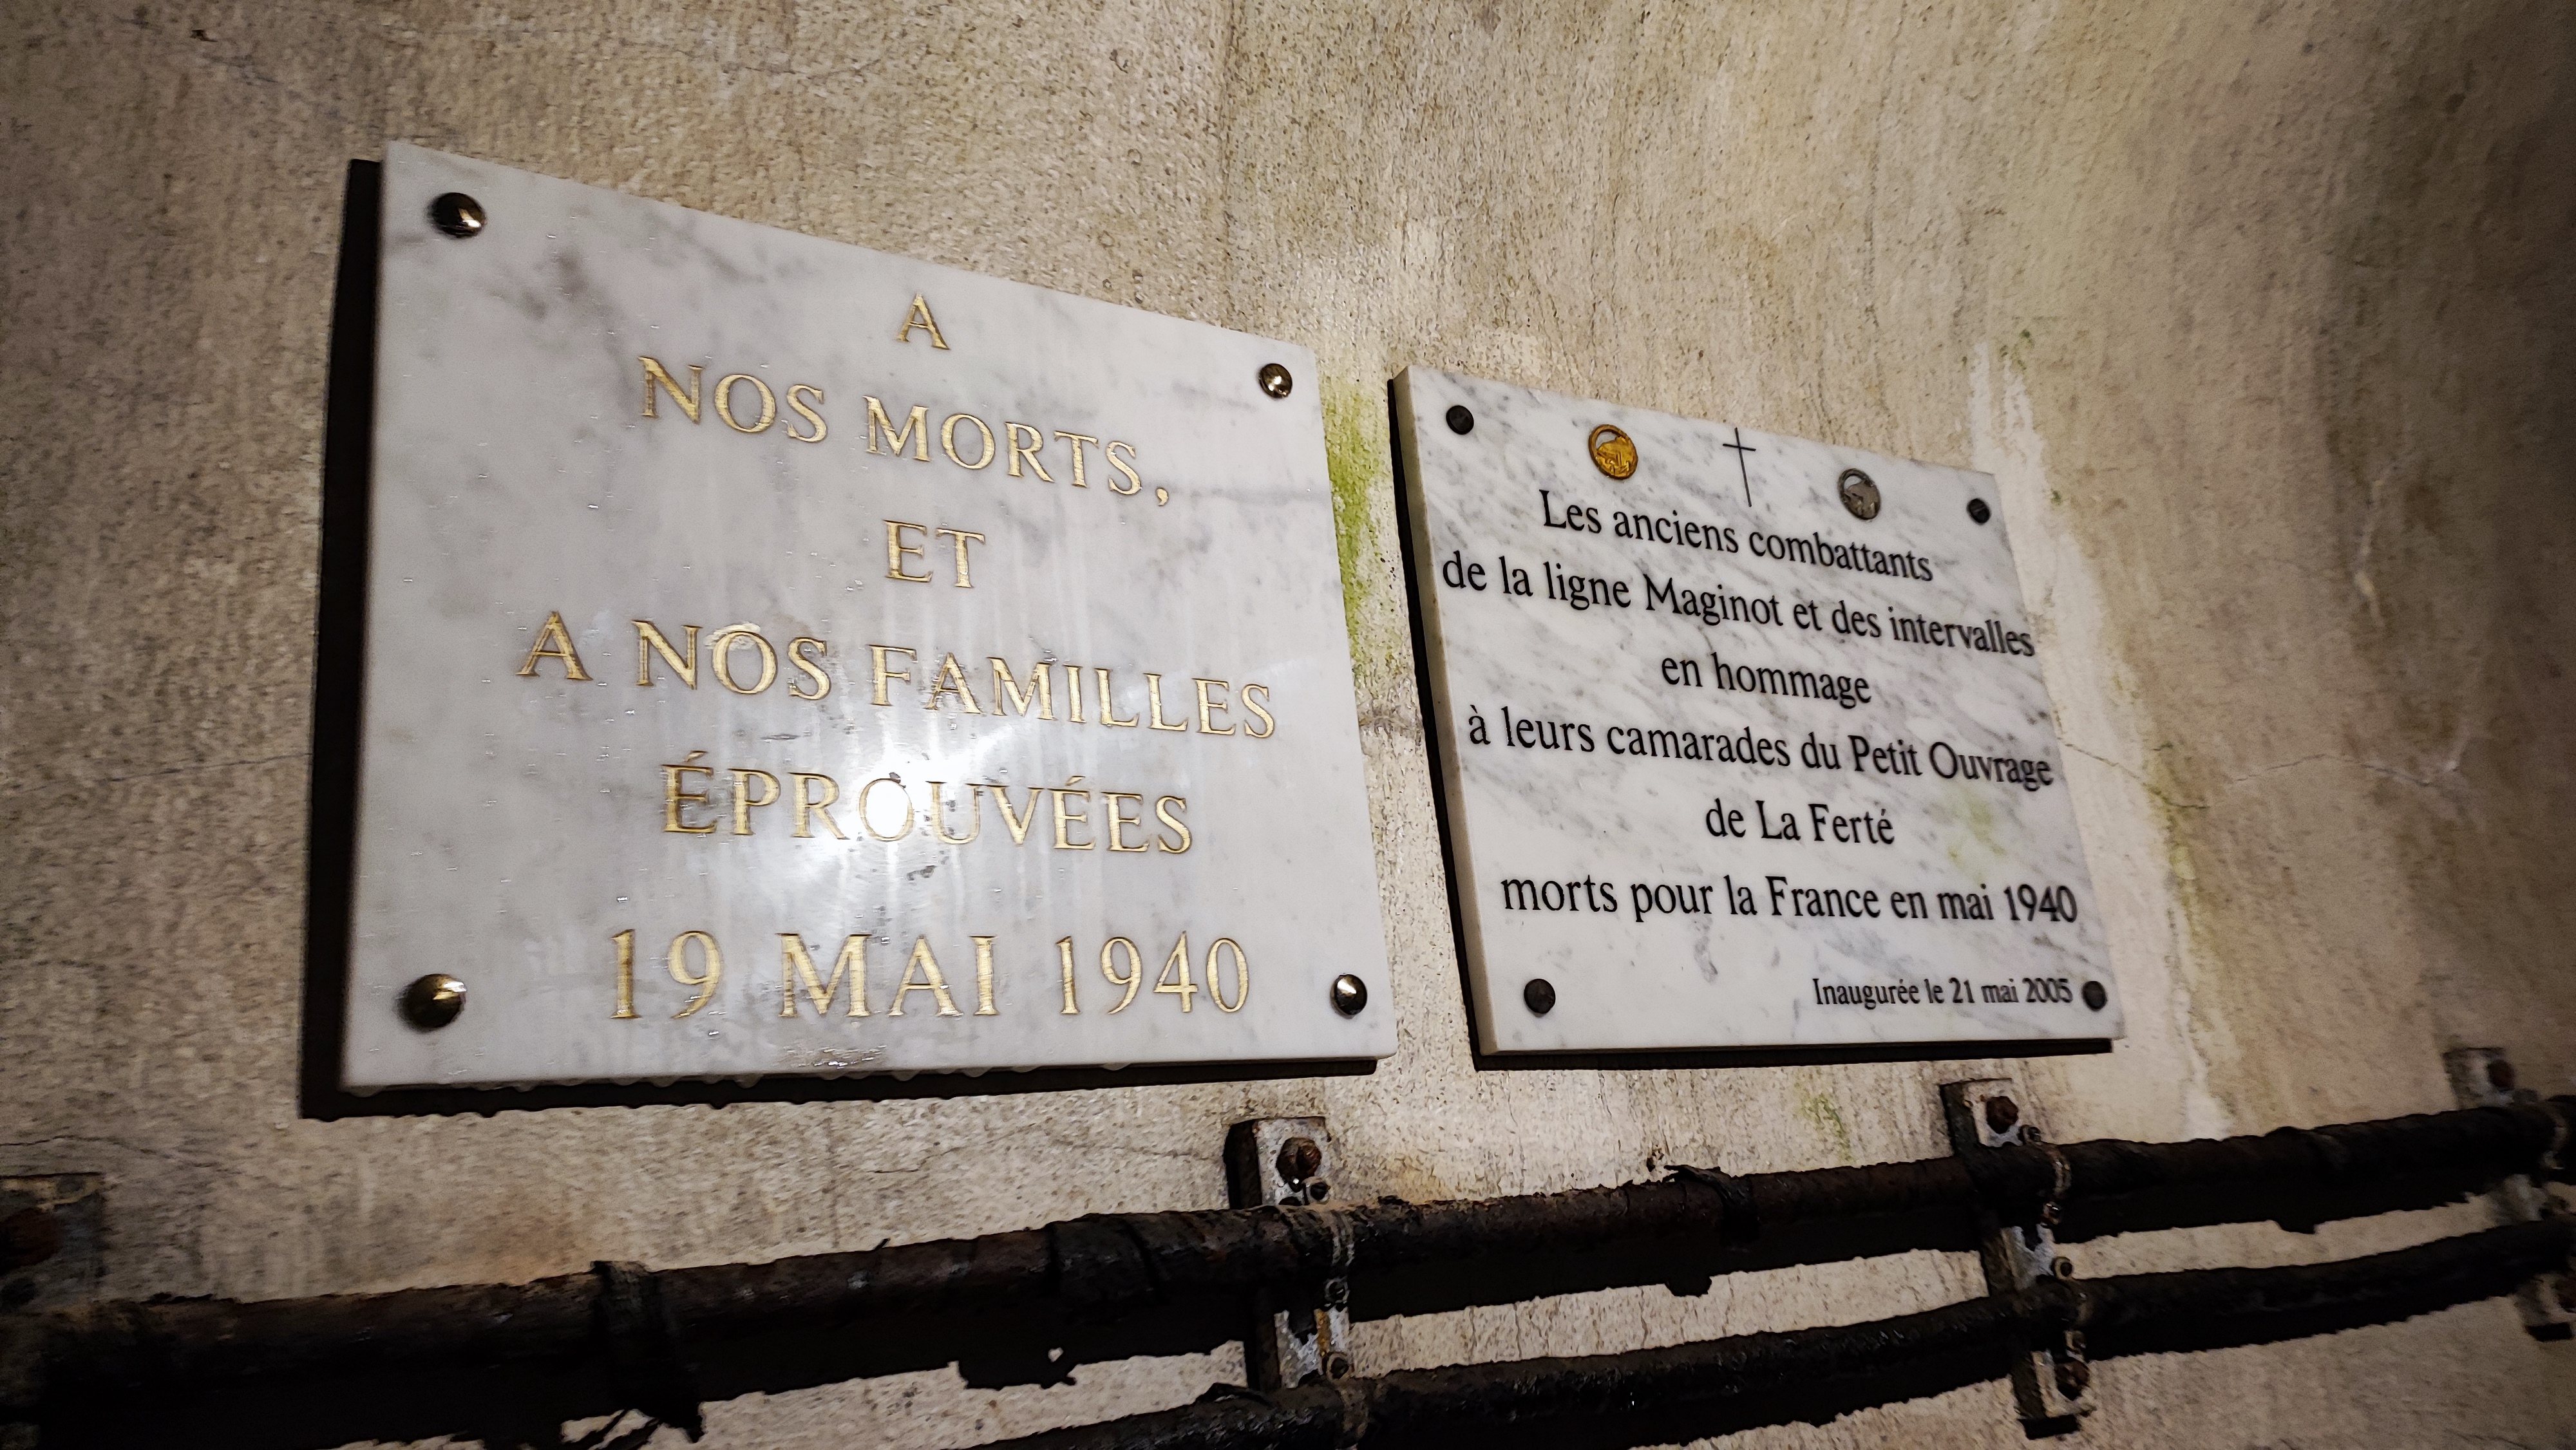 A
NOS MORTS,
ET
A NOS FAMILLES
ÉPROUVÉES
19 MAI 1940
Les anciens combattants
de la ligne Maginot et des intervalles
en hommage
à leurs camarades du Petit Ouvrage
de La Ferté
morts pour la France en mai 1940
Inaugurée le 21 mai 2005